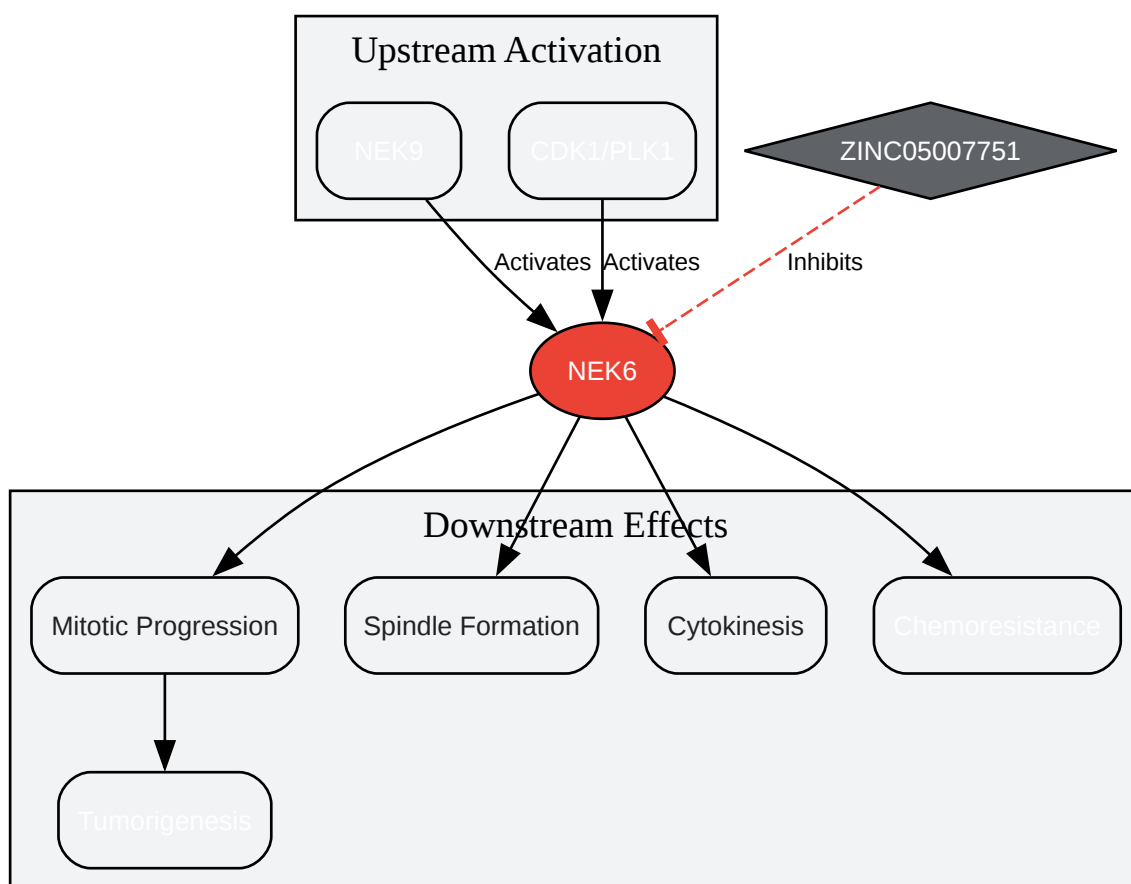 Upstream Activation
NEK9
CDK1/PLK1
ZINC05007751
Activates
Activates
Inhibits
NEK6
Downstream Effects
Mitotic Progression
Spindle Formation
Cytokinesis
Chemoresistance
Tumorigenesis